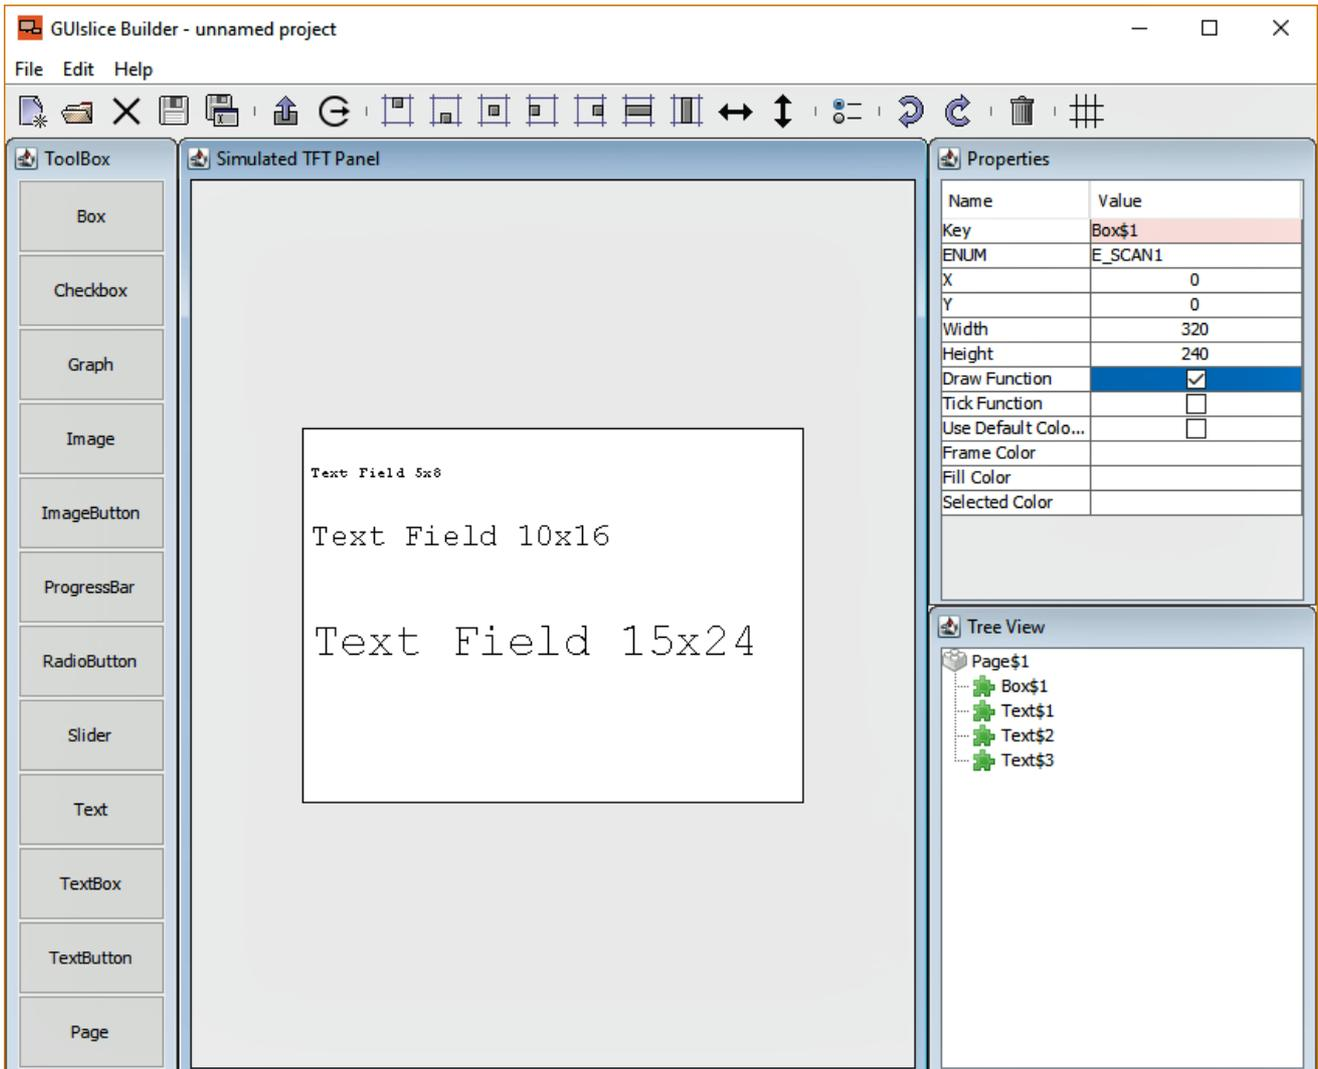 GUIslice Builder - unnamed project
File Edit Help
ToolBox
Box
Checkbox
Graph
Image
ImageButton
ProgressBar
RadioButton
Slider
Text
TextBox
TextButton
Page
Simulated TFT Panel
Text Field 5x8
Text Field 10x16
Text Field 15x24
Properties
Name Value
Key Box$1
ENUM E_SCAN1
X 0
Y 0
Width 320
Height 240
Draw Function
Tick Function
Use Default Colo...
Frame Color
Fill Color
Selected Color
Tree View
Page$1
Box$1
Text$1
Text$2
Text$3